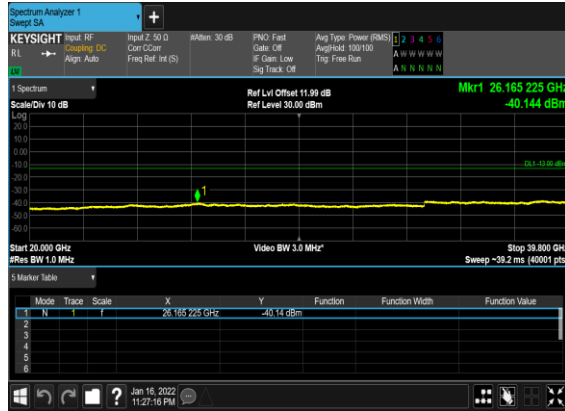 Spectrum Analyzer 1
Swept SA
+
KEYSIGHT Input: RF Input Z: 50 Ω #Atten: 30 dB PNO: Fast Avg Type: Power (RMS) 1 2 3 4 5 6
RL Coupling: DC Corr CCorr Gate: Off Avg|Hold: 100/100 A W W W W W
Align: Auto Freq Ref: Int (S) IF Gain: Low Trig: Free Run
Sig Track: Off A N N N N N
1 Spectrum
Ref Lvl Offset 11.99 dB Mkr1 26.165 225 GHz
Scale/Div 10 dB Ref Level 30.00 dBm -40.144 dBm
Log
20.0
10.0
0.00
-10.0 DL1 -13.00 dBm
-20.0
-30.0 1
-40.0
-50.0
-60.0
Start 20.000 GHz Video BW 3.0 MHz* Stop 39.800 GHz
#Res BW 1.0 MHz Sweep ~39.2 ms (40001 pts)
5 Marker Table
Mode Trace Scale X Y Function Function Width Function Value
1 N 1 f 26.165 225 GHz -40.14 dBm
2
3
4
5
6
? Jan 16, 2022
11:27:16 PM